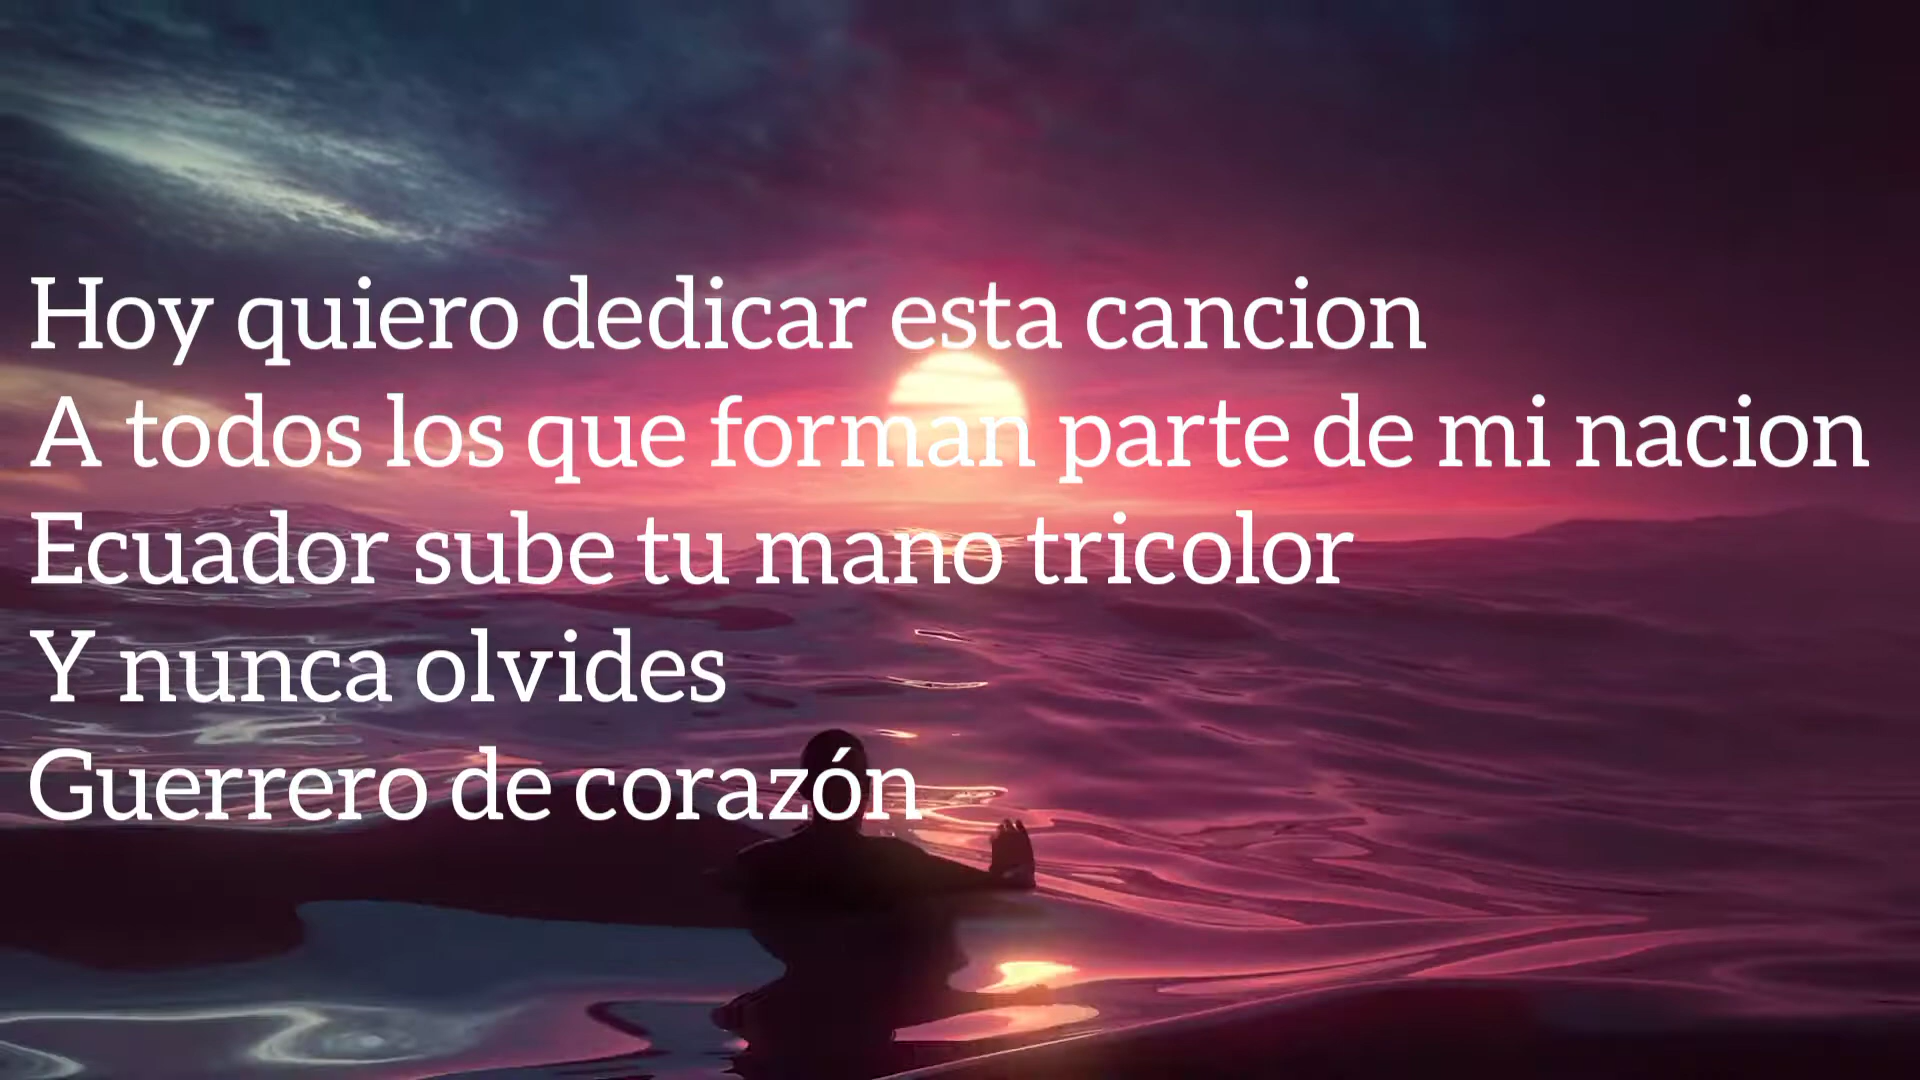 Hoy quiero dedicar esta cancion
A todos los que forman parte de mi nacion
Ecuador sube tu mano tricolor
Y nunca olvides
Guerrero de corazón